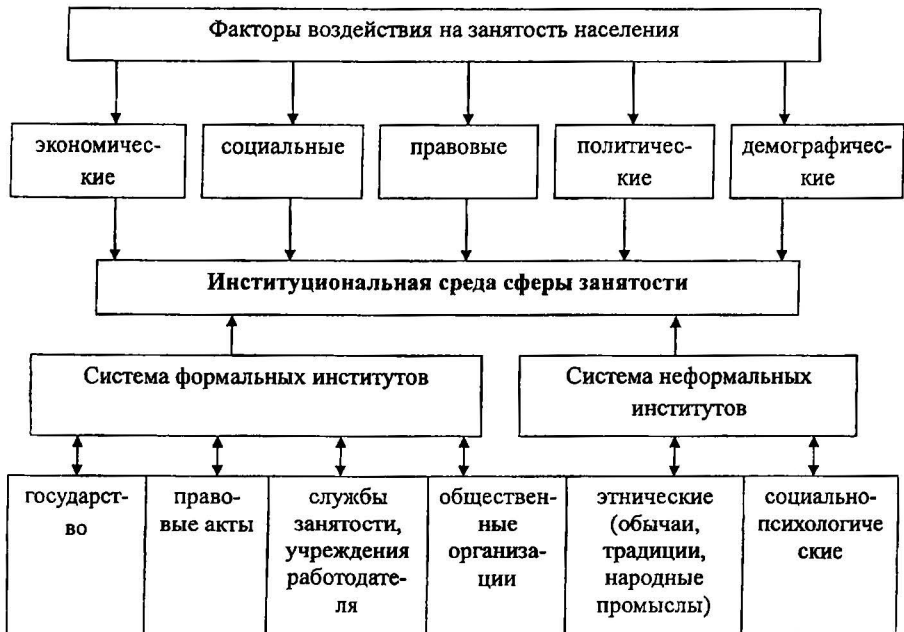 Факторы воздействия на занятость населения
экономичес-
кие
социальные
правовые
политичес-
кие
демографичес-
кие
Институциональная среда сферы занятости
Система формальных институтов
Система неформальных
институтов
государст-
во
право-
вые акты
службы
занятости,
учреждения
работодате-
ля
общественн-
ые
организа-
ции
этнические
(обычаи,
традиции,
народные
промыслы)
социально-
психологиче
ские